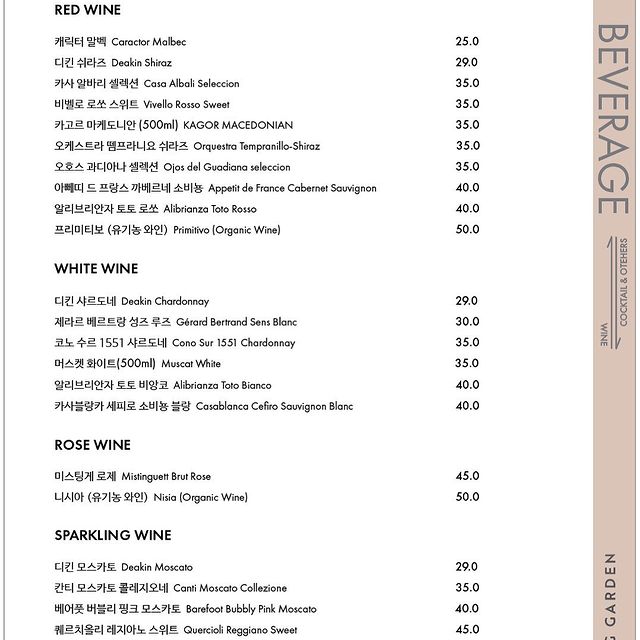 RED WINE
캐릭터 말벡 Caractor Malbec 25.0
디킨 쉬라즈 Deakin Shiraz 29.0
카사 알바리 셀렉션 Casa Albali Seleccion 35.0
비벨로 로쏘 스위트 Vivello Rosso Sweet 35.0
카고르 마케도니안 (500ml) KAGOR MACEDONIAN 35.0
오케스트라 뗌프라니요 쉬라즈 Orquestra Tempranillo-Shiraz 35.0
오호스 과디아나 셀렉션 Ojos del Guadiana seleccion 35.0
아뻬띠 드 프랑스 까베르네 소비뇽 Appetit de France Cabernet Sauvignon 40.0
알리브리안자 토토 로쏘 Alibrianza Toto Rosso 40.0
프리미티보 (유기농 와인) Primitivo (Organic Wine) 50.0
WHITE WINE
디킨 샤르도네 Deakin Chardonnay 29.0
제라르 베르트랑 성즈 루즈 Gérard Bertrand Sens Blanc 30.0
코노 수르 1551 샤르도네 Cono Sur 1551 Chardonnay 35.0
머스켓 화이트(500ml) Muscat White 35.0
알리브리안자 토토 비앙코 Alibrianza Toto Bianco 40.0
카사블랑카 세피로 소비뇽 블랑 Casablanca Cefiro Sauvignon Blanc 40.0
ROSE WINE
미스팅게 로제 Mistinguett Brut Rose 45.0
니시아 (유기농 와인) Nisia (Organic Wine) 50.0
SPARKLING WINE
디킨 모스카토 Deakin Moscato 29.0
칸티 모스카토 콜레지오네 Canti Moscato Collezione 35.0
베어풋 버블리 핑크 모스카토 Barefoot Bubbly Pink Moscato 40.0
퀘르치올리 레지아노 스위트 Quercioli Reggiano Sweet 45.0
BEVERAGE
COCKTAIL & OTEHERS
WINE
GARDEN